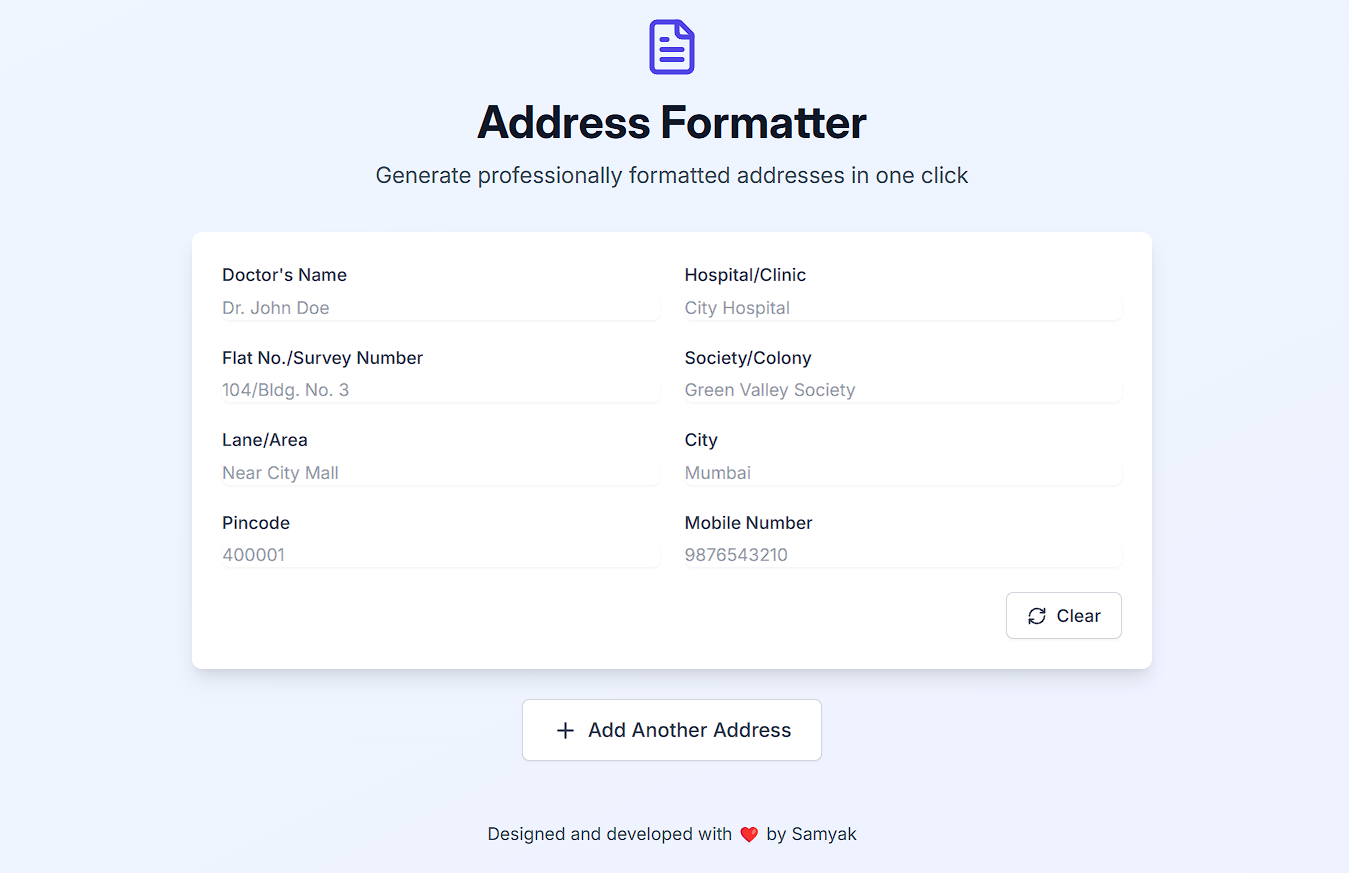 Address Formatter
Generate professionally formatted addresses in one click
Doctor's Name
Dr. John Doe
Hospital/Clinic
City Hospital
Flat No./Survey Number
104/Bldg. No. 3
Society/Colony
Green Valley Society
Lane/Area
Near City Mall
City
Mumbai
Pincode
400001
Mobile Number
9876543210
Clear
Add Another Address
Designed and developed with ❤️ by Samyak